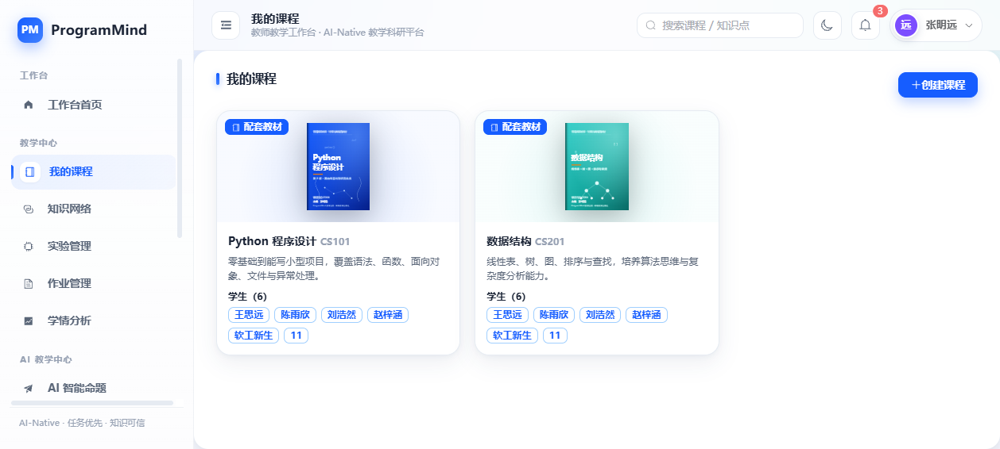 PM ProgramMind
工作台
工作台首页
教学中心
我的课程
知识网络
实验管理
作业管理
学情分析
AI 教学中心
AI 智能命题
AI-Native · 任务优先 · 知识可信
我的课程
教师教学工作台 · AI-Native 教学科研平台
搜索课程 / 知识点
3
远 张明远
我的课程
+创建课程
配套教材
Python
程序设计
Python 程序设计 CS101
零基础到能写小型项目，覆盖语法、函数、面向对
象、文件与异常处理。
学生（6）
王思远 陈雨欣 刘浩然 赵梓涵
软工新生 11
配套教材
数据结构
数据结构 CS201
线性表、树、图、排序与查找，培养算法思维与复
杂度分析能力。
学生（6）
王思远 陈雨欣 刘浩然 赵梓涵
软工新生 11